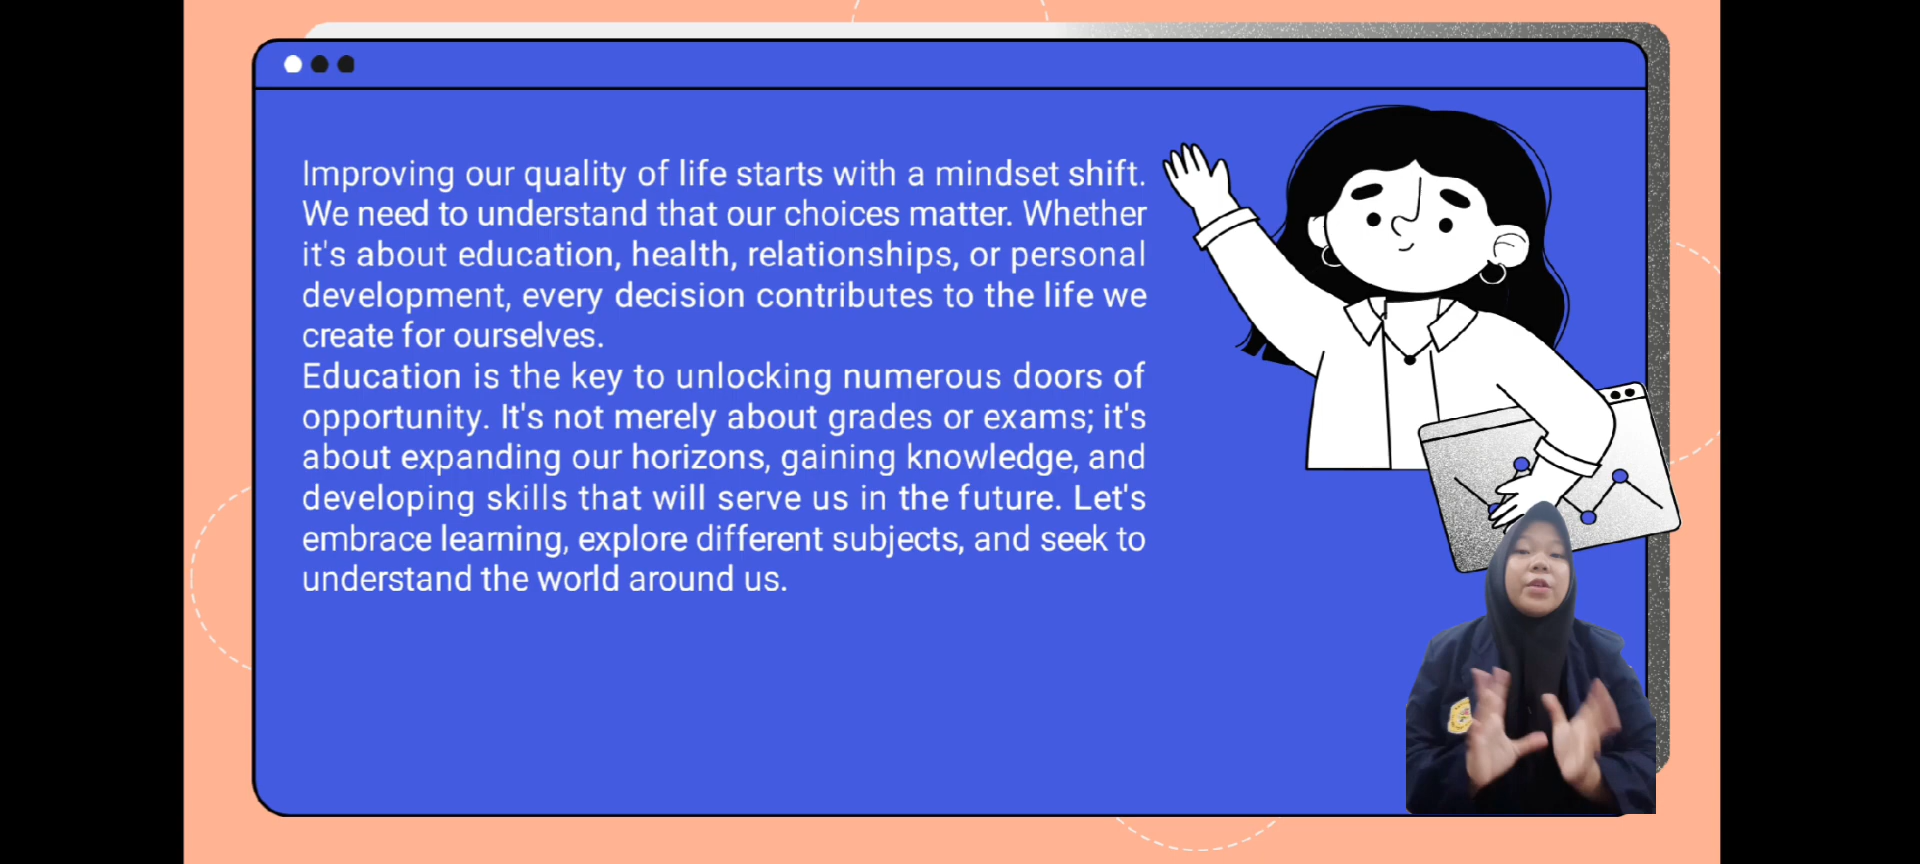 Improving our quality of life starts with a mindset shift.
We need to understand that our choices matter. Whether
it's about education, health, relationships, or personal
development, every decision contributes to the life we
create for ourselves.
Education is the key to unlocking numerous doors of
opportunity. It's not merely about grades or exams; it's
about expanding our horizons, gaining knowledge, and
developing skills that will serve us in the future. Let's
embrace learning, explore different subjects, and seek to
understand the world around us.